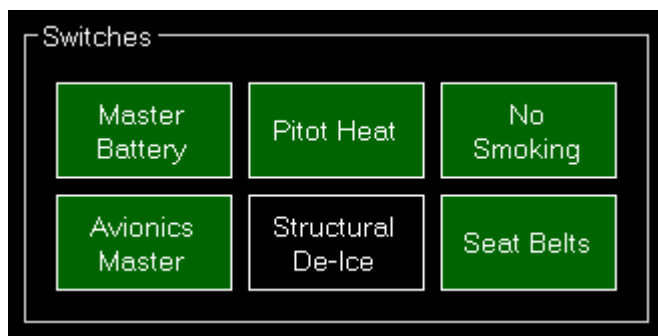 Switches
Master
Battery
Pitot Heat
No
Smoking
Avionics
Master
Structural
De-Ice
Seat Belts